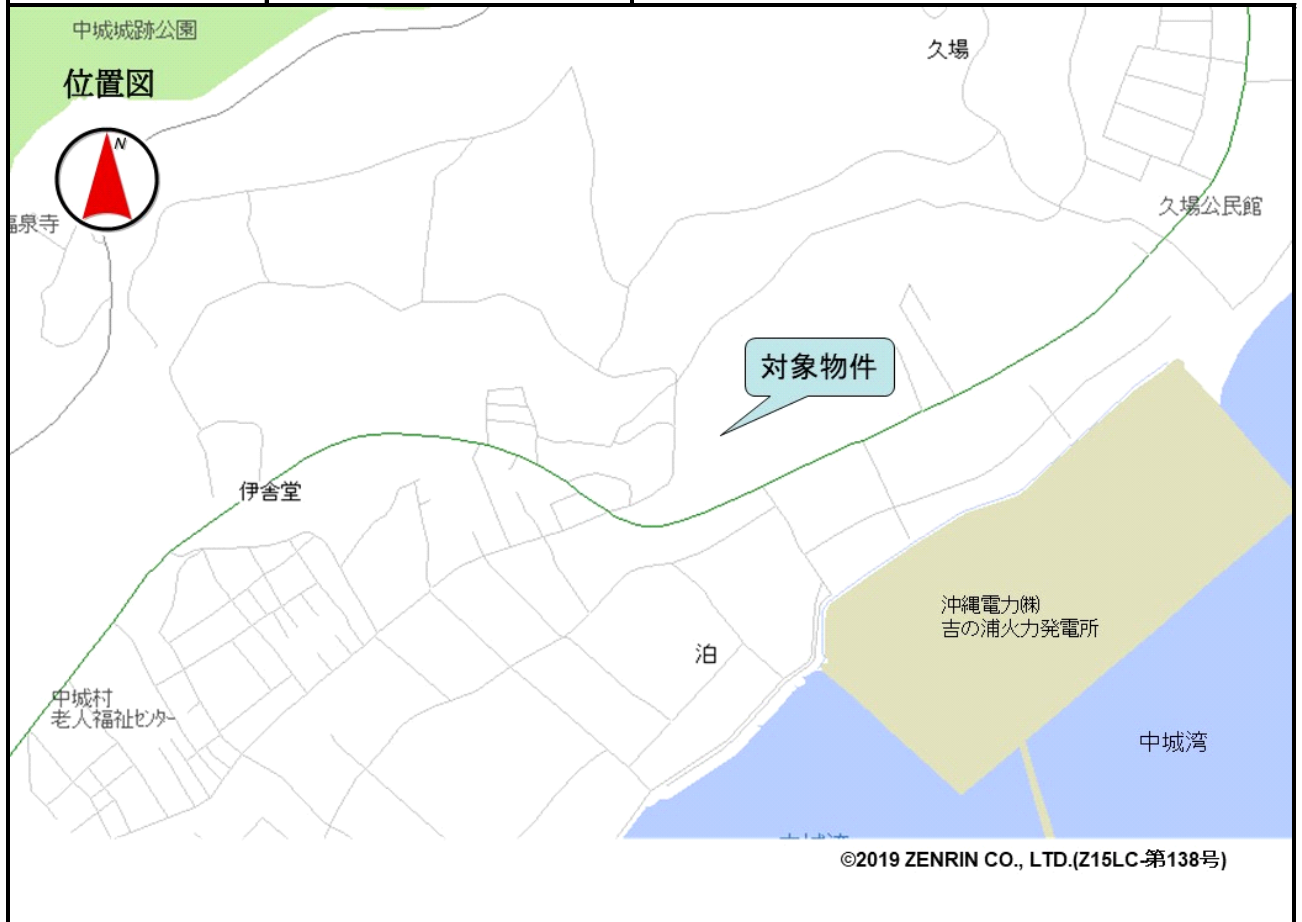 中城城跡公園
位置図
N
久場
久場公民館
泉寺
対象物件
伊舎堂
沖縄電力㈱
吉の浦火力発電所
泊
中城村
老人福祉センター
中城湾
中城湾
©2019 ZENRIN CO., LTD.(Z15LC-第138号)